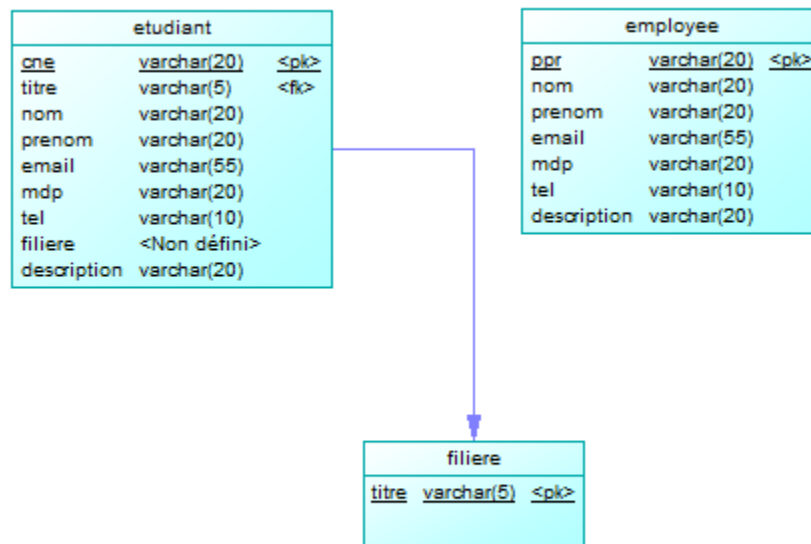 etudiant
cne varchar(20) <pk>
titre varchar(5) <fk>
nom varchar(20)
prenom varchar(20)
email varchar(55)
mdp varchar(20)
tel varchar(10)
filiere <Non défini>
description varchar(20)
employee
ppr varchar(20) <pk>
nom varchar(20)
prenom varchar(20)
email varchar(55)
mdp varchar(20)
tel varchar(10)
description varchar(20)
filiere
titre varchar(5) <pk>